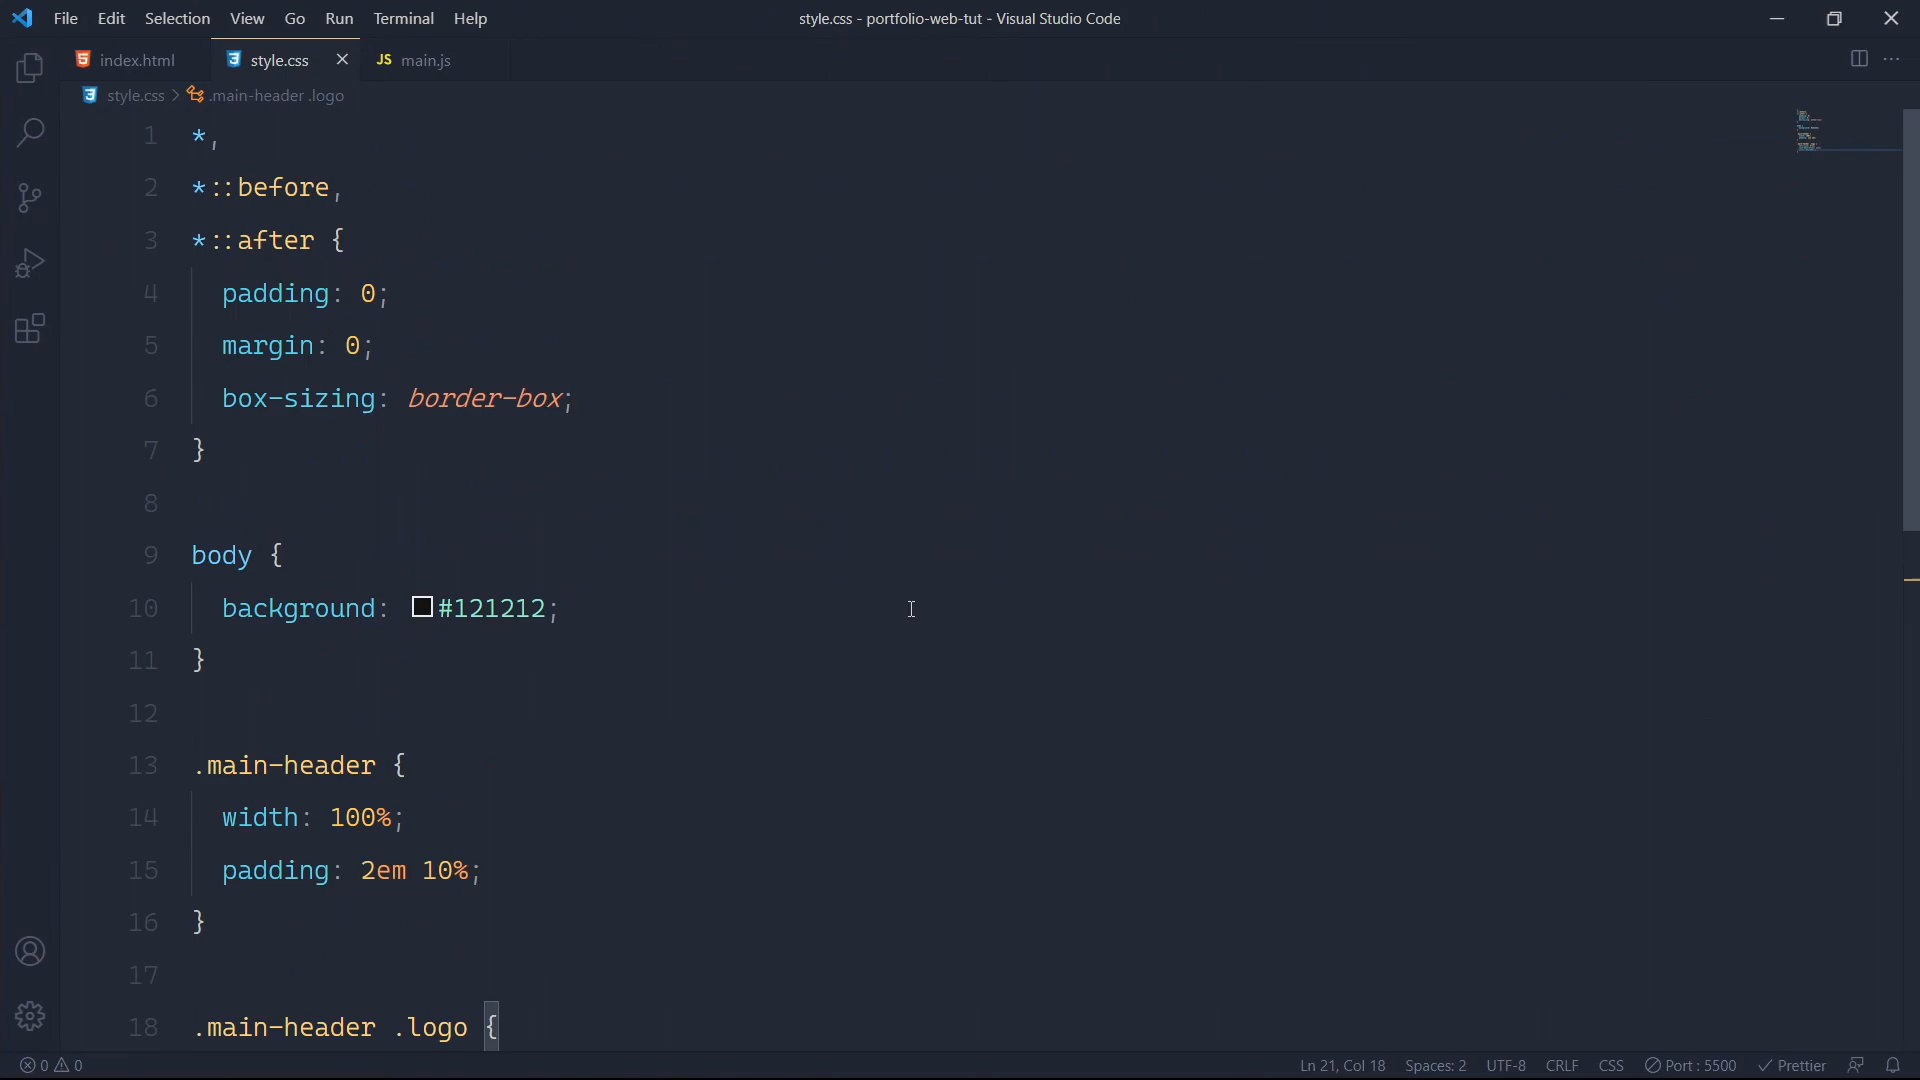 File Edit Selection View Go Run Terminal Help
style.css - portfolio-web-tut - Visual Studio Code
index.html
style.css
JS main.js
style.css > .main-header .logo
1 *,
2 *::before,
3 *::after {
4 padding: 0;
5 margin: 0;
6 box-sizing: border-box;
7 }
8
9 body {
10 background: #121212;
11 }
12
13 .main-header {
14 width: 100%;
15 padding: 2em 10%;
16 }
17
18 .main-header .logo {
0 0
Ln 21, Col 18 Spaces: 2 UTF-8 CRLF CSS Port : 5500 Prettier